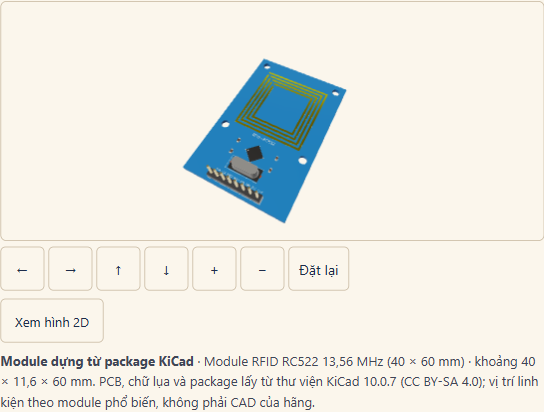 ←
→
↑
↓
+
−
Đặt lại
Xem hình 2D
Module dựng từ package KiCad · Module RFID RC522 13,56 MHz (40 × 60 mm) · khoảng 40
× 11,6 × 60 mm. PCB, chữ lụa và package lấy từ thư viện KiCad 10.0.7 (CC BY-SA 4.0); vị trí linh
kiện theo module phổ biến, không phải CAD của hãng.